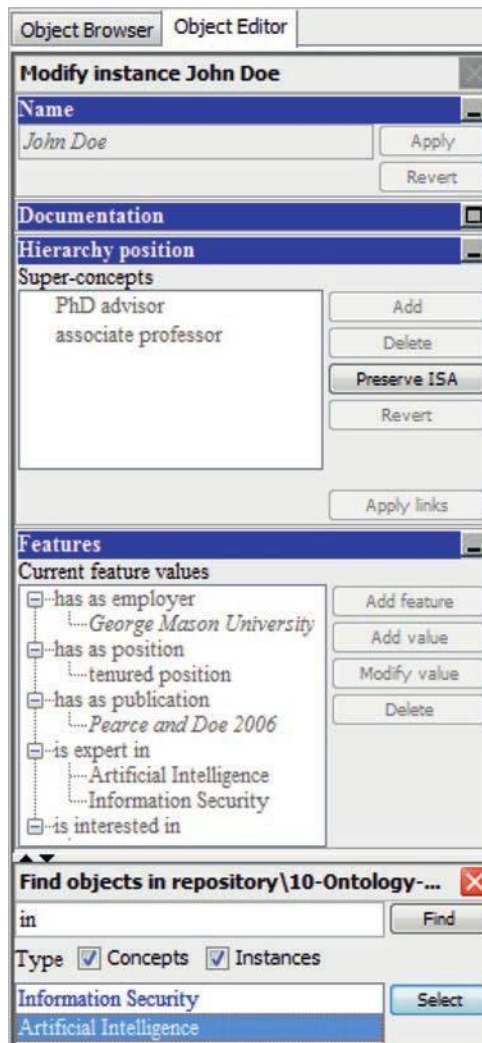 Object Browser Object Editor
Modify instance John Doe
Name
John Doe Apply
Revert
Documentation
Hierarchy position
Super-concepts
PhD advisor Add
associate professor Delete
Preserve ISA
Revert
Apply links
Features
Current feature values
has as employer Add feature
George Mason University Add value
has as position
tenured position Modify value
has as publication Delete
Pearce and Doe 2006
is expert in
Artificial Intelligence
Information Security
is interested in
Find objects in repository\10-Ontology-...
in Find
Type Concepts Instances
Information Security Select
Artificial Intelligence